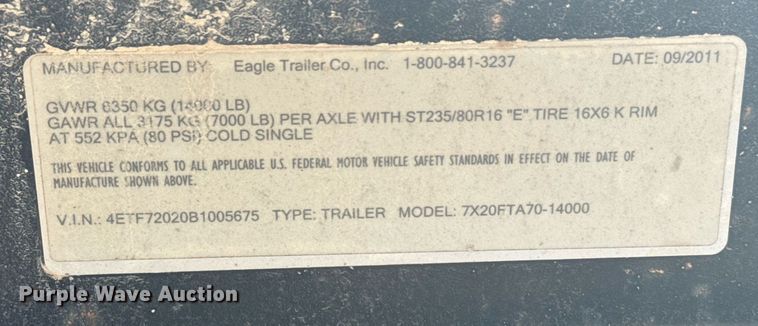 MANUFACTURED BY: Eagle Trailer Co., Inc. 1-800-841-3237 DATE: 09/2011
GVWR 6350 KG (14000 LB)
GAWR ALL 3175 KG (7000 LB) PER AXLE WITH ST235/80R16 "E" TIRE 16X6 K RIM
AT 552 KPA (80 PSI) COLD SINGLE
THIS VEHICLE CONFORMS TO ALL APPLICABLE U.S. FEDERAL MOTOR VEHICLE SAFETY STANDARDS IN EFFECT ON THE DATE OF
MANUFACTURE SHOWN ABOVE.
V.I.N.: 4ETF72020B1005675 TYPE: TRAILER MODEL: 7X20FTA70-14000
Purple Wave Auction